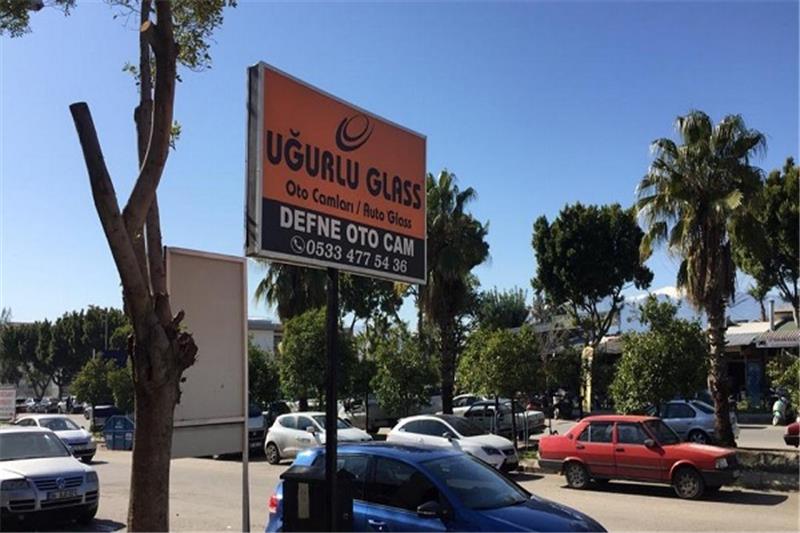 UĞURLU GLASS
Oto Camları / Auto Glass
DEFNE OTO CAM
0533 477 54 36